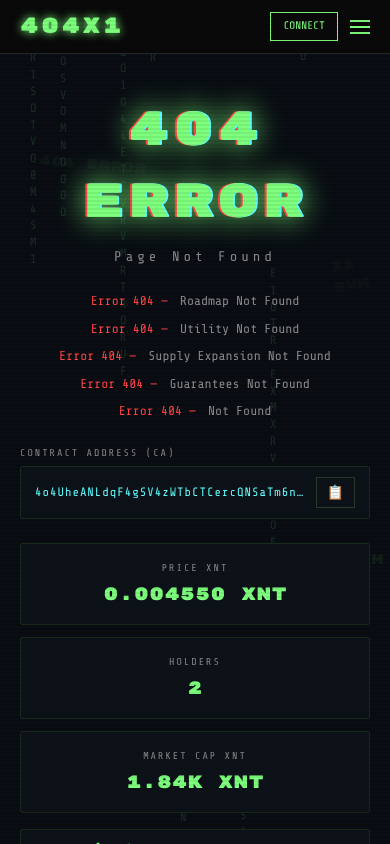 404X1
CONNECT
404
ERROR
Page Not Found
Error 404 — Roadmap Not Found
Error 404 — Utility Not Found
Error 404 — Supply Expansion Not Found
Error 404 — Guarantees Not Found
Error 404 — Not Found
CONTRACT ADDRESS (CA)
4o4UheANLdqF4gSV4zWTbCTCercQNSaTm6n…
PRICE XNT
0.004550 XNT
HOLDERS
2
MARKET CAP XNT
1.84K XNT